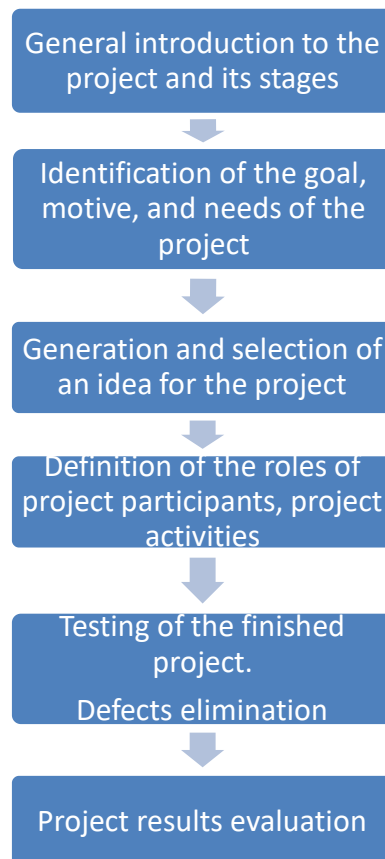 General introduction to the
project and its stages
Identification of the goal,
motive, and needs of the
project
Generation and selection of
an idea for the project
Definition of the roles of
project participants, project
activities
Testing of the finished
project.
Defects elimination
Project results evaluation